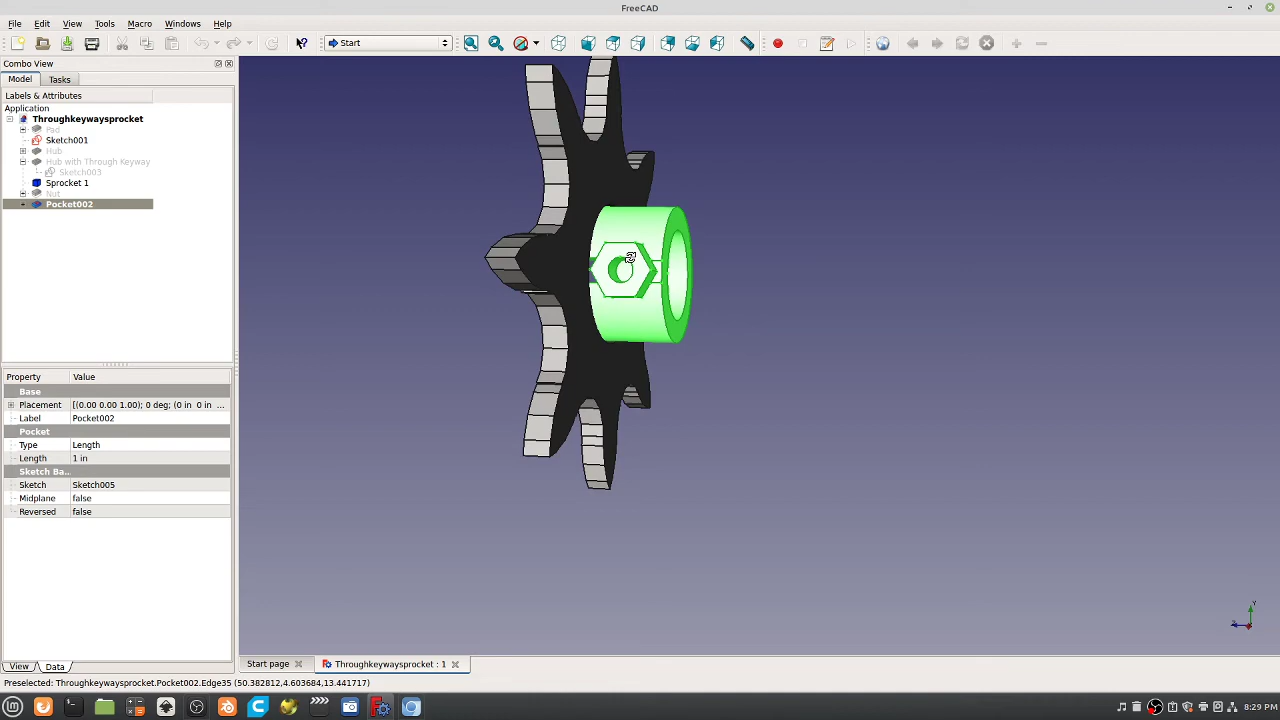 FreeCAD
File Edit View Tools Macro Windows Help
Start
Combo View
Model Tasks
Labels & Attributes
Application
Throughkeywaysprocket
Pad
Sketch001
Hub
Hub with Through Keyway
Sketch003
Sprocket 1
Nut
Pocket002
Property Value
Base
Placement [(0.00 0.00 1.00); 0 deg; (0 in 0 in ...
Label Pocket002
Pocket
Type Length
Length 1 in
Sketch Ba...
Sketch Sketch005
Midplane false
Reversed false
Y
View Data
Start page Throughkeywaysprocket : 1
Preselected: Throughkeywaysprocket.Pocket002.Edge35 (50.382812,4.603684,13.441717)
8:29 PM